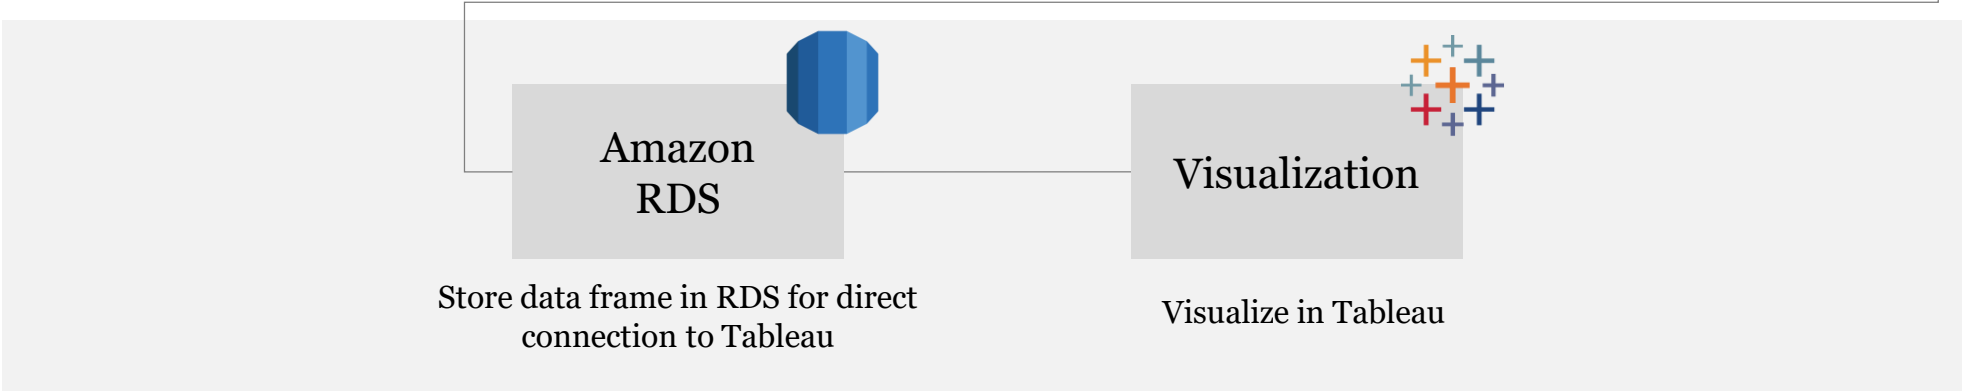 Amazon
RDS
Visualization
Store data frame in RDS for direct
connection to Tableau
Visualize in Tableau